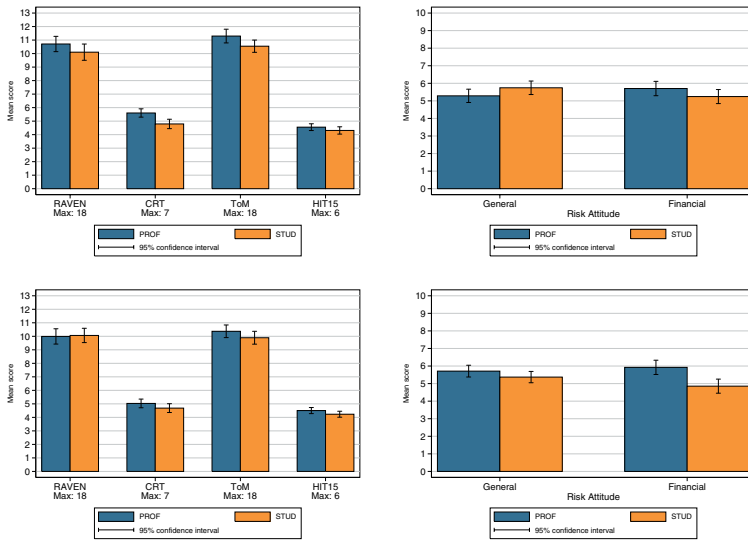 13
12
11
10
9
8
7
6
5
4
3
2
1
0
Mean score
RAVEN CRT ToM HIT15
Max: 18 Max: 7 Max: 18 Max: 6
PROF STUD
95% confidence interval
10
9
8
7
6
5
4
3
2
1
0
Mean score
General Financial
Risk Attitude
PROF STUD
95% confidence interval
13
12
11
10
9
8
7
6
5
4
3
2
1
0
Mean score
RAVEN CRT ToM HIT15
Max: 18 Max: 7 Max: 18 Max: 6
PROF STUD
95% confidence interval
10
9
8
7
6
5
4
3
2
1
0
Mean score
General Financial
Risk Attitude
PROF STUD
95% confidence interval